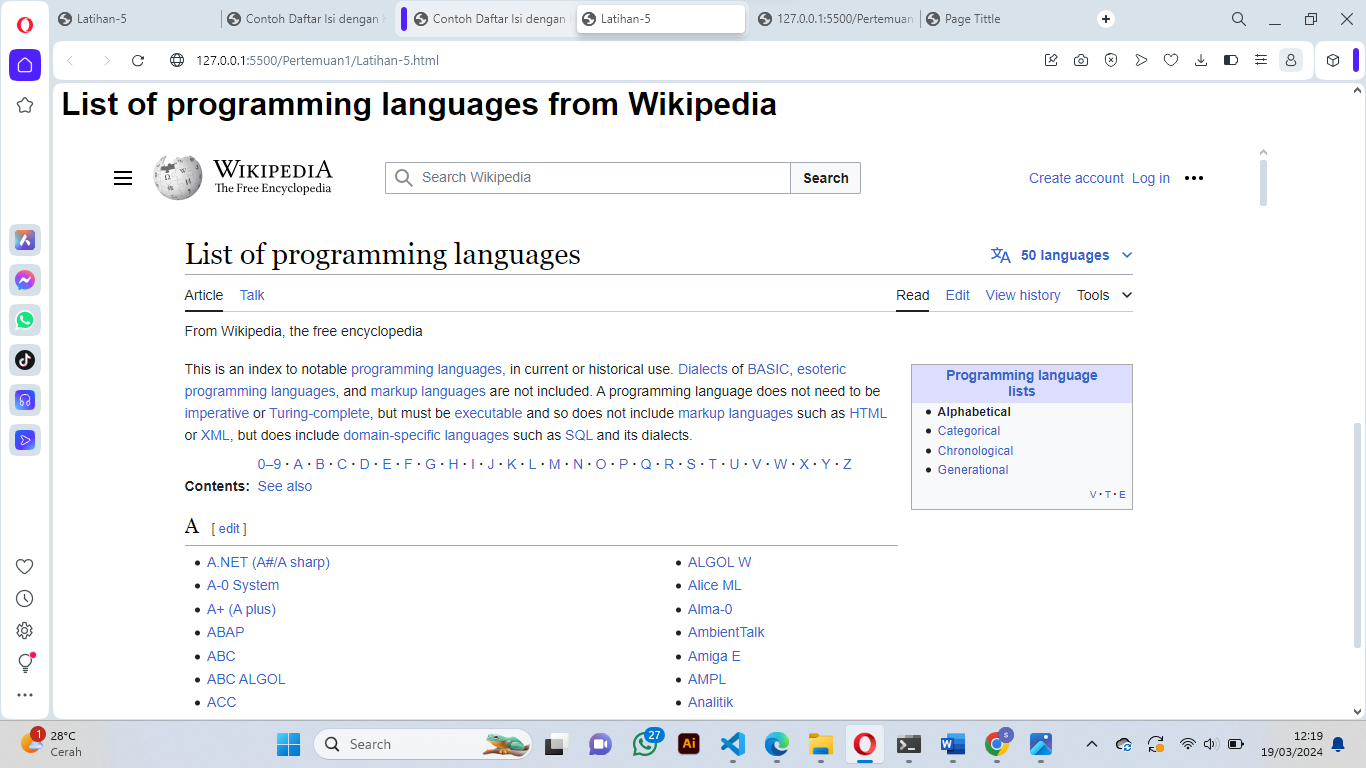 Latihan-5
Contoh Daftar Isi dengan
Contoh Daftar Isi dengan
Latihan-5
127.0.0.1:5500/Pertemuan
Page Tittle
127.0.0.1:5500/Pertemuan1/Latihan-5.html
List of programming languages from Wikipedia
WIKIPEDIA
The Free Encyclopedia
Search Wikipedia
Search
Create account Log in
List of programming languages
50 languages
Article Talk
Read Edit View history Tools
From Wikipedia, the free encyclopedia
This is an index to notable programming languages, in current or historical use. Dialects of BASIC, esoteric
programming languages, and markup languages are not included. A programming language does not need to be
imperative or Turing-complete, but must be executable and so does not include markup languages such as HTML
or XML, but does include domain-specific languages such as SQL and its dialects.
0–9 · A · B · C · D · E · F · G · H · I · J · K · L · M · N · O · P · Q · R · S · T · U · V · W · X · Y · Z
Contents: See also
Programming language
lists
Alphabetical
Categorical
Chronological
Generational
V · T · E
A [ edit ]
A.NET (A#/A sharp)
A-0 System
A+ (A plus)
ABAP
ABC
ABC ALGOL
ACC
ALGOL W
Alice ML
Alma-0
AmbientTalk
Amiga E
AMPL
Analitik
1
28°C
Cerah
Search
27
Ai
S
12:19
19/03/2024